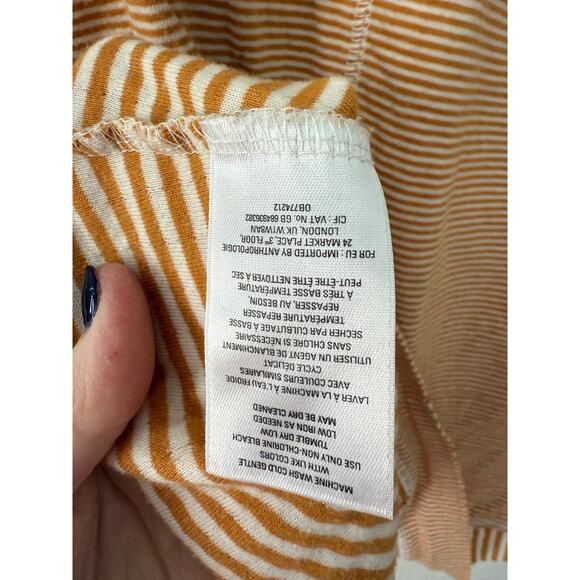 MACHINE WASH COLD GENTLE
WITH LIKE COLORS
USE ONLY NON-CHLORINE BLEACH
TUMBLE DRY LOW
LOW IRON AS NEEDED
MAY BE DRY CLEANED
LAVER À LA MACHINE À L'EAU FROIDE
AVEC COULEURS SIMILAIRES
CYCLE DÉLICAT
UTILISER UN AGENT DE BLANCHIMENT
SANS CHLORE SI NÉCESSAIRE
SÉCHER PAR CULBUTAGE À BASSE
TEMPÉRATURE REPASSER
REPASSER, AU BESOIN,
À TRÈS BASSE TEMPÉRATURE
PEUT-ÊTRE ÊTRE NETTOYER À SEC
FOR EU : IMPORTED BY ANTHROPOLOGIE
24 MARKET PLACE, 3RD FLOOR,
LONDON, UK W1W8AN
CIF : VAT No. GB 684936382
OB774212